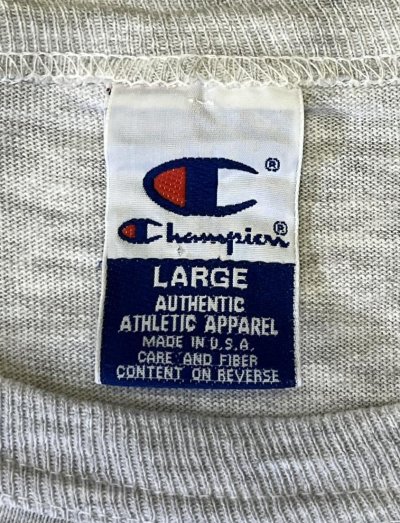 ®
Champion®
LARGE
AUTHENTIC
ATHLETIC APPAREL
MADE IN U.S.A.
CARE AND FIBER
CONTENT ON REVERSE